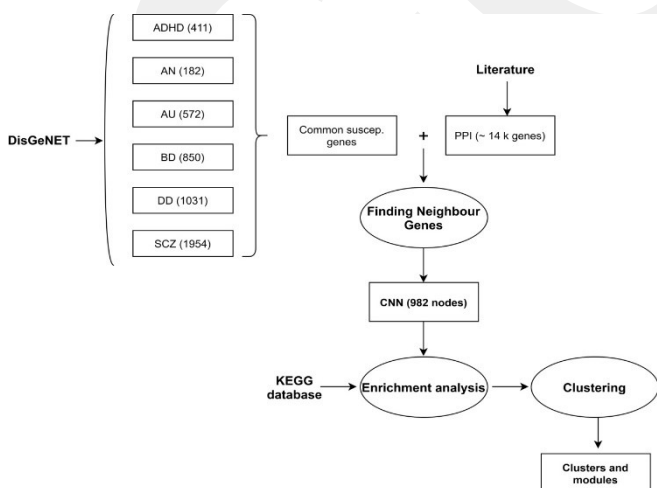 DisGeNET
ADHD (411)
AN (182)
AU (572)
BD (850)
DD (1031)
SCZ (1954)
Common suscep.
genes
+
Literature
PPI (~ 14 k genes)
Finding Neighbour
Genes
CNN (982 nodes)
KEGG
database
Enrichment analysis
Clustering
Clusters and
modules